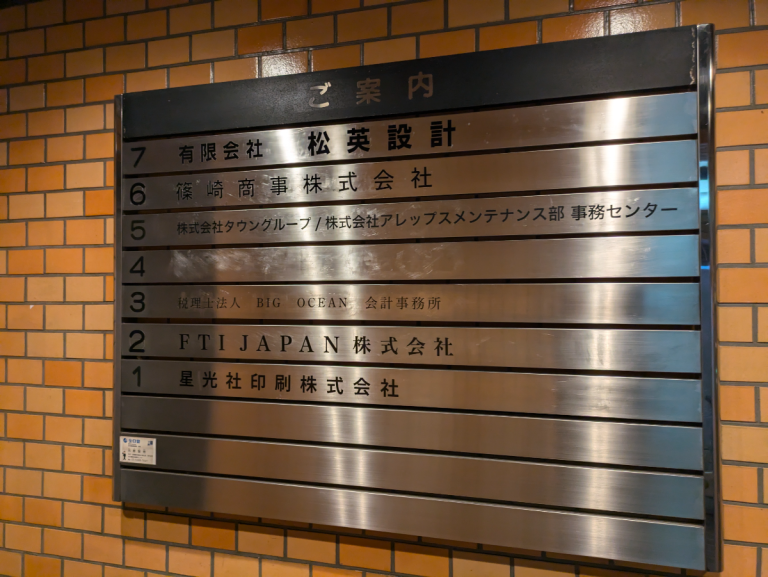 ご案内
7 有限会社 松英設計
6 篠崎商事株式会社
5 株式会社タウングループ / 株式会社アレップスメンテナンス部 事務センター
4
3 税理士法人 BIG OCEAN 会計事務所
2 FTI JAPAN 株式会社
1 星光社印刷株式会社